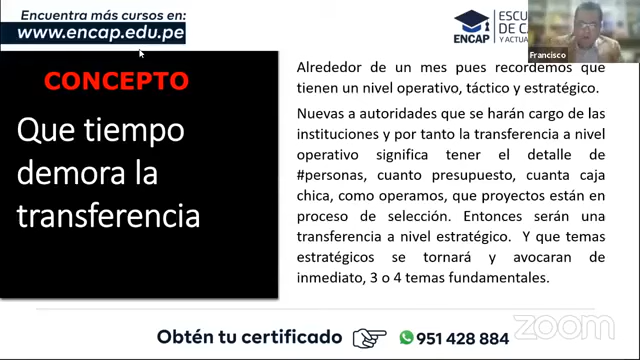 Encuentra más cursos en:
www.encap.edu.pe
ENCAP
ESCUE
DE CA
Y ACTUA
Francisco
CONCEPTO
Que tiempo
demora la
transferencia
Alrededor de un mes pues recordemos que
tienen un nivel operativo, táctico y estratégico.
Nuevas a autoridades que se harán cargo de las
instituciones y por tanto la transferencia a nivel
operativo significa tener el detalle de
#personas, cuanto presupuesto, cuanta caja
chica, como operamos, que proyectos están en
proceso de selección. Entonces serán una
transferencia a nivel estratégico. Y que temas
estratégicos se tornará y avocaran de
inmediato, 3 o 4 temas fundamentales.
Obtén tu certificado
951 428 884
zoom